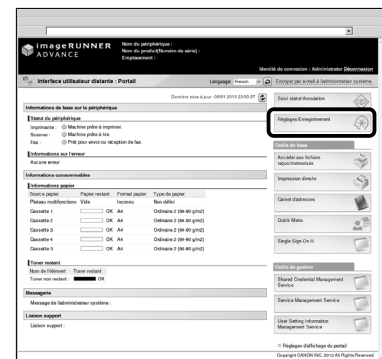 imageRUNNER
ADVANCE
Nom du périphérique :
Nom du produit(Numéro de série) :
Emplacement :
Identité de connexion : Administrator Déconnexion
Interface utilisateur distante : Portail
Language French
Envoyer par e-mail à l'administrateur système
Dernière mise à jour :
Informations de base sur le périphérique
Statut du périphérique
Imprimante : Machine prête à imprimer.
Scanner : Machine prête à lire.
Fax : Prêt pour envoi ou réception de fax.
Informations sur l'erreur
Aucune erreur
Informations consommables
Informations papier
Source papier Papier restant Format papier Type de papier
Plateau multifonctions Vide Inconnu Non défini
Cassette 1 OK A4 Ordinaire 2 (84-90 g/m2)
Cassette 2 OK A4 Ordinaire 2 (84-90 g/m2)
Cassette 3 OK A4 Ordinaire 2 (84-90 g/m2)
Cassette 4 OK A4 Ordinaire 2 (84-90 g/m2)
Cassette 5 OK A4 Ordinaire 2 (84-90 g/m2)
Toner restant
Nom de l'élément Toner restant
Toner noir restant : OK
Messagerie
Message de l'administrateur système :
Liaison support
Liaison support :
Suivi statut/Annulation
Réglages/Enregistrement
Outils de base
Accéder aux fichiers
reçus/mémorisés
Impression directe
Carnet d'adresses
Quick Menu
Single Sign-On H
Outils de gestion
Shared Credential Management
Service
Service Management Service
User Setting Information
Management Service
Réglages d'affichage du portail
Copyright CANON INC. 2013 All Rights Reserved